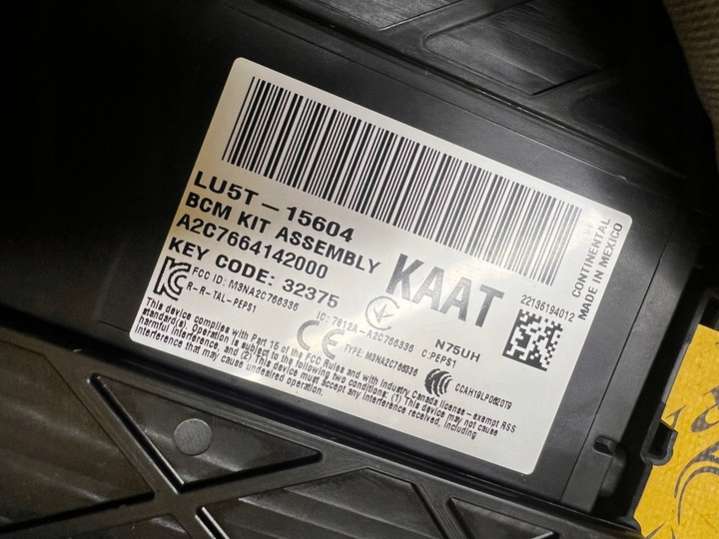 LU5T-15604
BCM KIT ASSEMBLY
A2C7664142000
KEY CODE: 32375
KAAT
22136194012
CONTINENTAL
MADE IN MEXICO
FCC ID: M3NA2C766336
R-R-TAL-PEPS1
IC: 7812A-A2C766336
N75UH
C:PEPS1
CE
TYPE: M3NA2C766336
CCAH19LP0620T9
This device complies with Part 15 of the FCC Rules and with Industry Canada license-exempt RSS
standard(s). Operation is subject to the following two conditions: (1) This device may not cause
harmful interference, and (2) This device must accept any interference received, including
interference that may cause undesired operation.